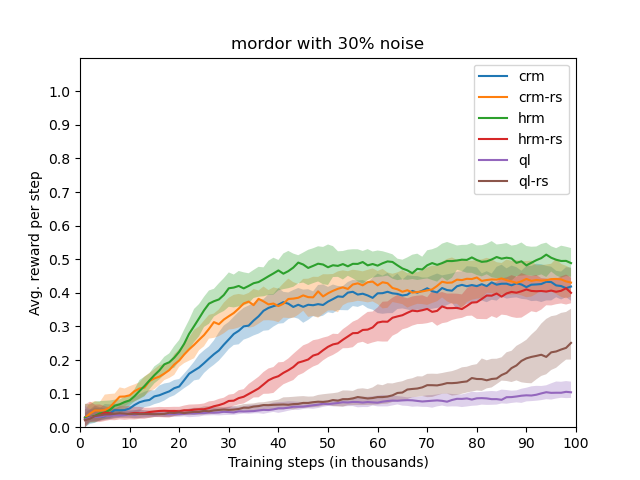 mordor with 30% noise
1.0
0.9
0.8
0.7
0.6
0.5
0.4
0.3
0.2
0.1
0.0
Avg. reward per step
crm
crm-rs
hrm
hrm-rs
ql
ql-rs
0 10 20 30 40 50 60 70 80 90 100
Training steps (in thousands)